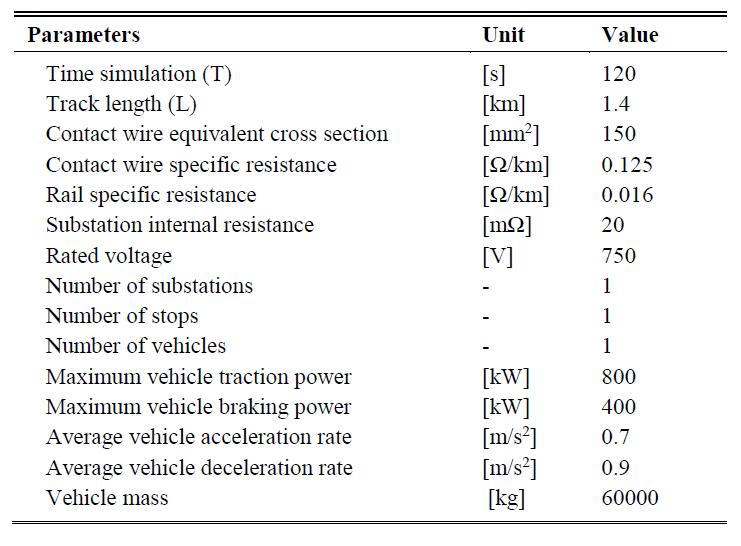 Parameters Unit Value
Time simulation (T) [s] 120
Track length (L) [km] 1.4
Contact wire equivalent cross section [mm²] 150
Contact wire specific resistance [Ω/km] 0.125
Rail specific resistance [Ω/km] 0.016
Substation internal resistance [mΩ] 20
Rated voltage [V] 750
Number of substations - 1
Number of stops - 1
Number of vehicles - 1
Maximum vehicle traction power [kW] 800
Maximum vehicle braking power [kW] 400
Average vehicle acceleration rate [m/s²] 0.7
Average vehicle deceleration rate [m/s²] 0.9
Vehicle mass [kg] 60000